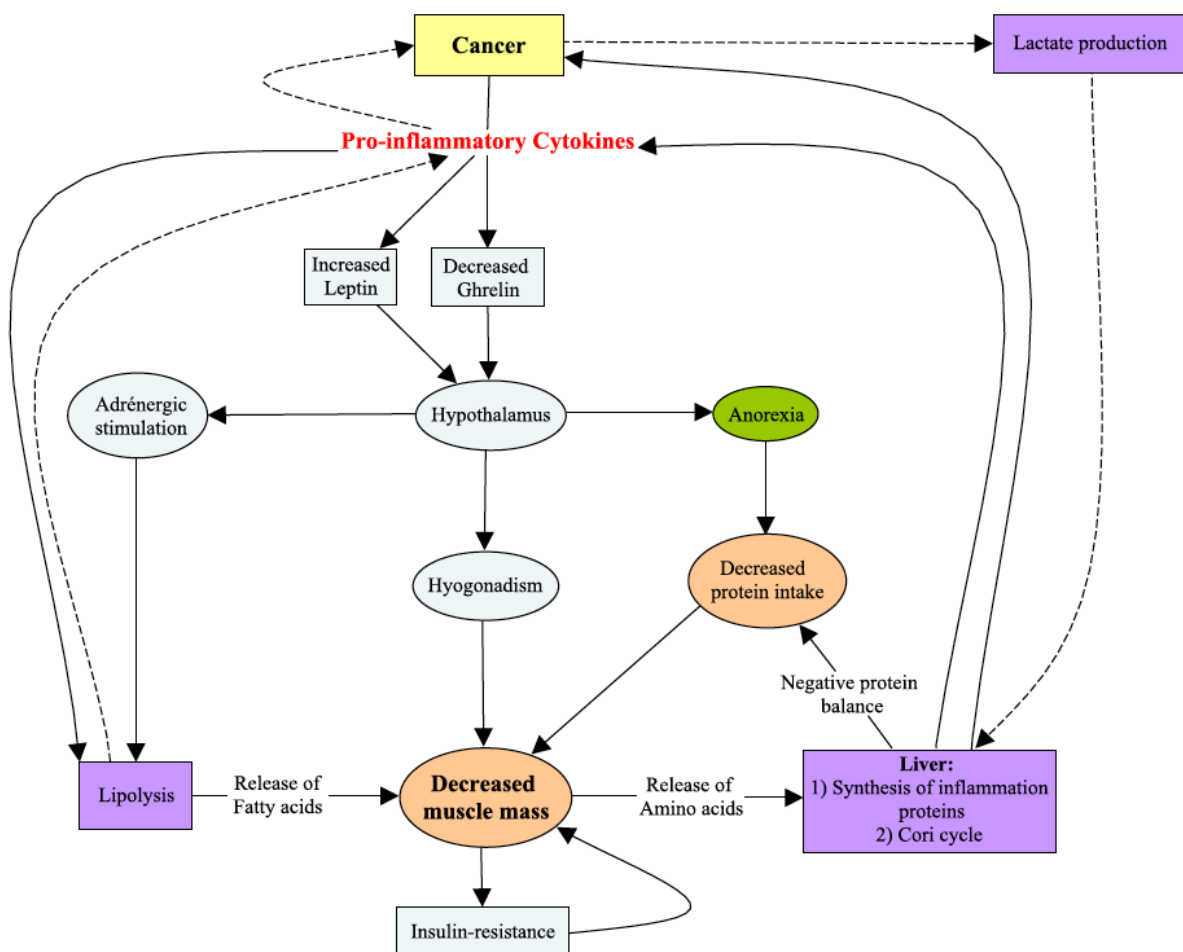 Cancer
Lactate production
Pro-inflammatory Cytokines
Increased
Leptin
Decreased
Ghrelin
Adrénergic
stimulation
Hypothalamus
Anorexia
Hyogonadism
Decreased
protein intake
Negative protein
balance
Lipolysis
Release of
Fatty acids
Decreased
muscle mass
Release of
Amino acids
Liver:
1) Synthesis of inflammation
proteins
2) Cori cycle
Insulin-resistance